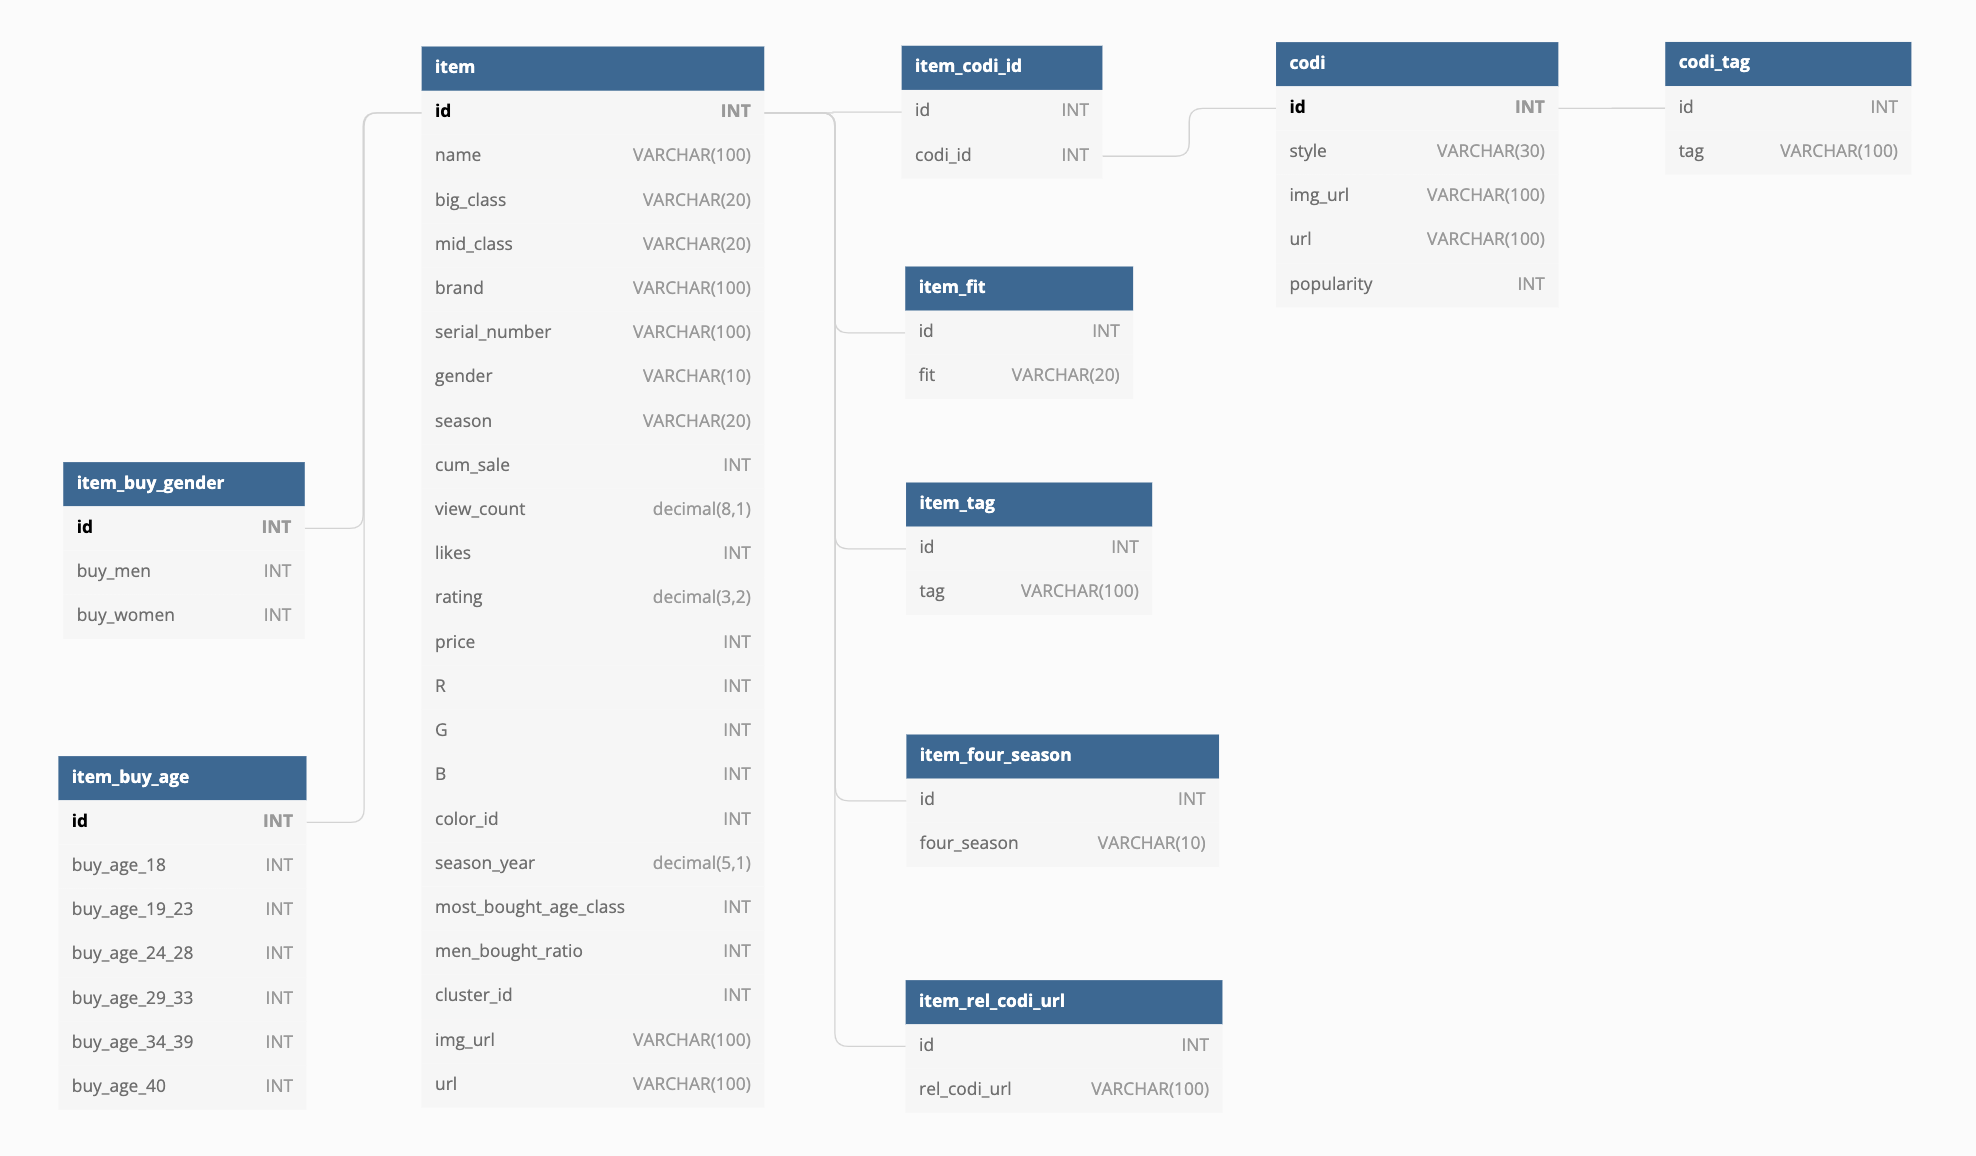 item
id INT
name VARCHAR(100)
big_class VARCHAR(20)
mid_class VARCHAR(20)
brand VARCHAR(100)
serial_number VARCHAR(100)
gender VARCHAR(10)
season VARCHAR(20)
cum_sale INT
view_count decimal(8,1)
likes INT
rating decimal(3,2)
price INT
R INT
G INT
B INT
color_id INT
season_year decimal(5,1)
most_bought_age_class INT
men_bought_ratio INT
cluster_id INT
img_url VARCHAR(100)
url VARCHAR(100)
item_buy_gender
id INT
buy_men INT
buy_women INT
item_buy_age
id INT
buy_age_18 INT
buy_age_19_23 INT
buy_age_24_28 INT
buy_age_29_33 INT
buy_age_34_39 INT
buy_age_40 INT
item_codi_id
id INT
codi_id INT
item_fit
id INT
fit VARCHAR(20)
item_tag
id INT
tag VARCHAR(100)
item_four_season
id INT
four_season VARCHAR(10)
item_rel_codi_url
id INT
rel_codi_url VARCHAR(100)
codi
id INT
style VARCHAR(30)
img_url VARCHAR(100)
url VARCHAR(100)
popularity INT
codi_tag
id INT
tag VARCHAR(100)